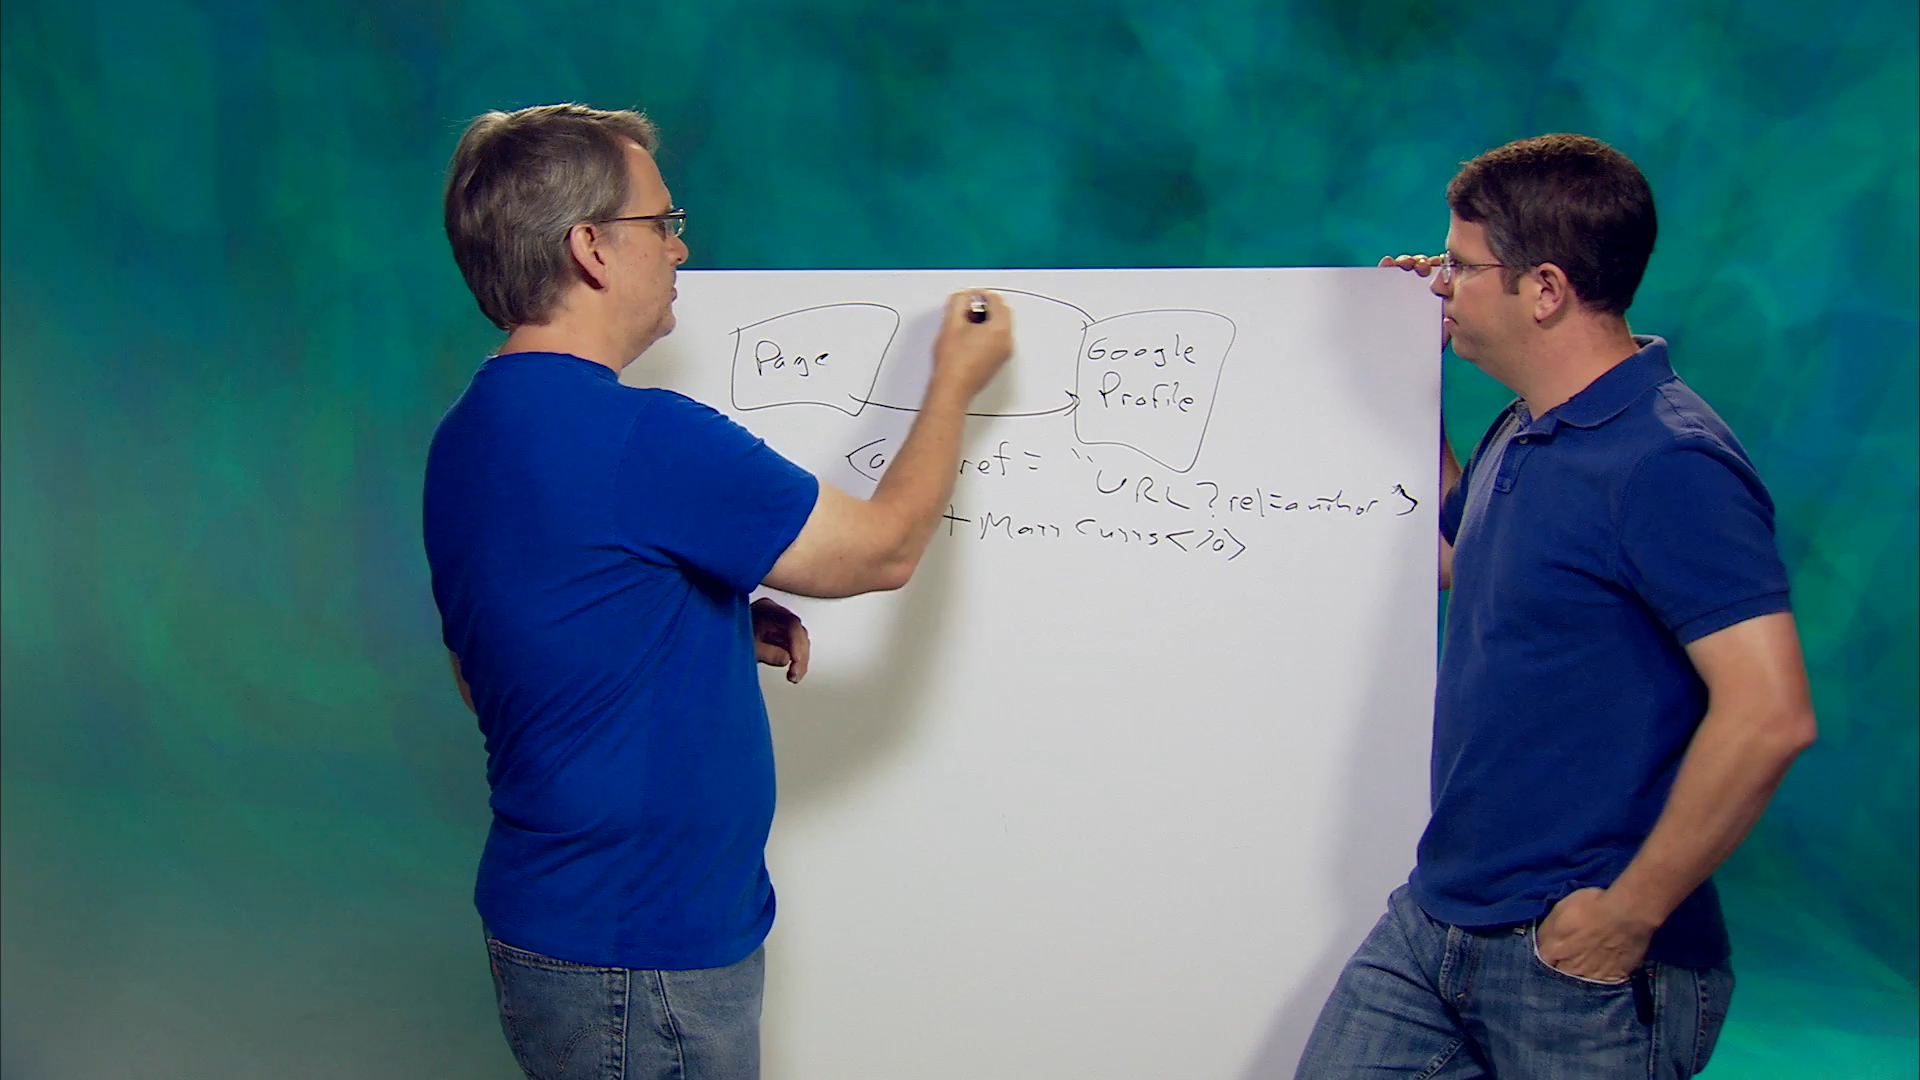 Page
Google
Profile
<a ref = "URL?rel=author">
+Matt Cutts</a>